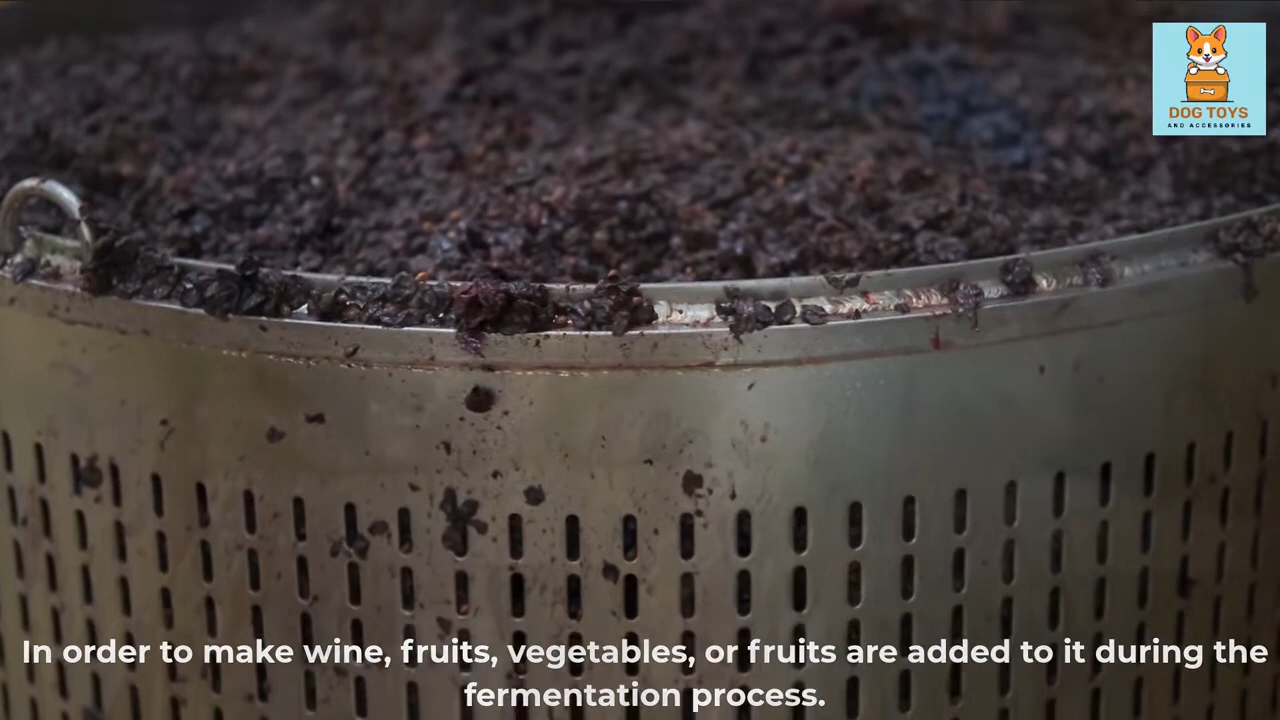 DOG TOYS
AND ACCESSORIES
In order to make wine, fruits, vegetables, or fruits are added to it during the
fermentation process.